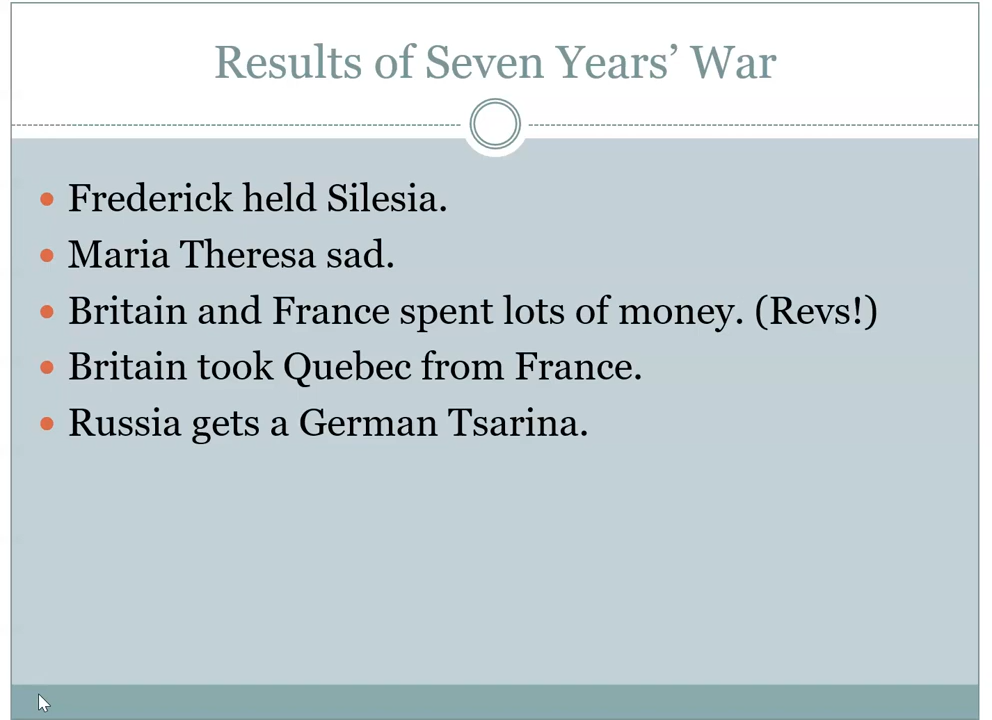 Results of Seven Years’ War
Frederick held Silesia.
Maria Theresa sad.
Britain and France spent lots of money. (Revs!)
Britain took Quebec from France.
Russia gets a German Tsarina.